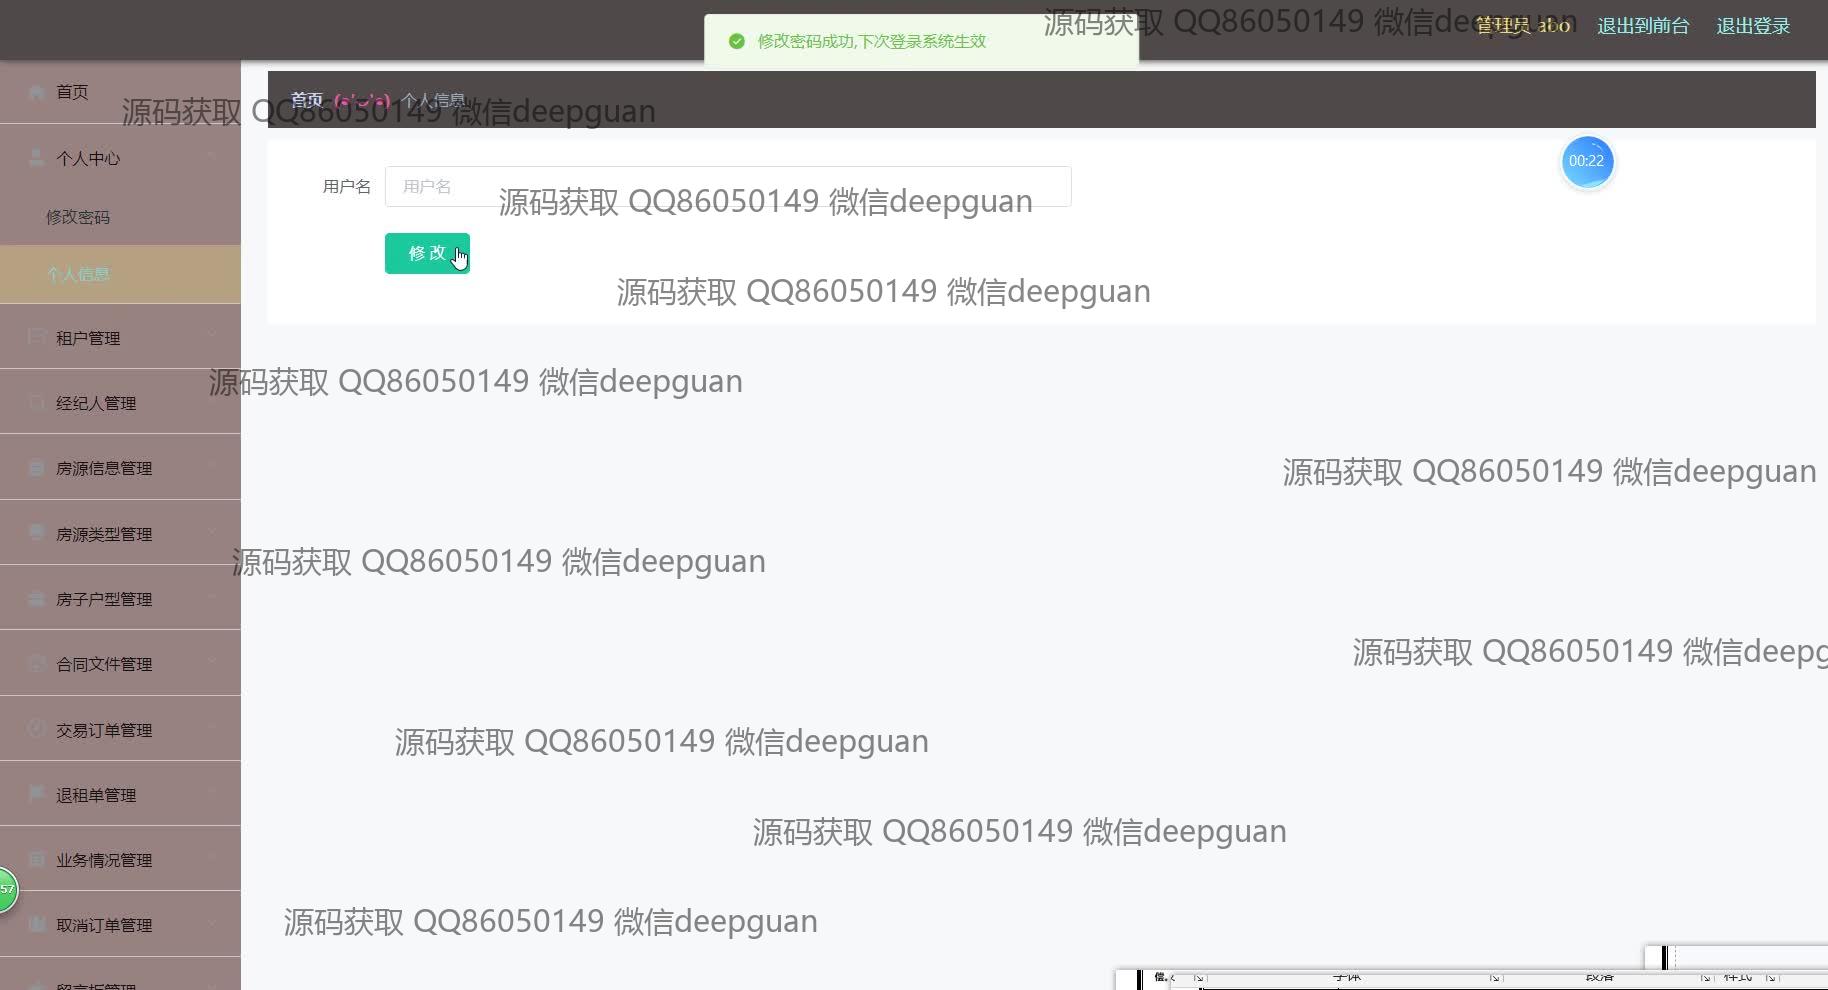 修改密码成功,下次登录系统生效
源码获取 QQ86050149 微信deepguan
管理员 abo
退出到前台
退出登录
首页
首页 (●'◡'●) 个人信息
源码获取 QQ86050149 微信deepguan
个人中心
00:22
用户名
用户名
源码获取 QQ86050149 微信deepguan
修改密码
修 改
个人信息
源码获取 QQ86050149 微信deepguan
租户管理
源码获取 QQ86050149 微信deepguan
经纪人管理
房源信息管理
源码获取 QQ86050149 微信deepguan
房源类型管理
源码获取 QQ86050149 微信deepguan
房子户型管理
合同文件管理
源码获取 QQ86050149 微信deepg
交易订单管理
源码获取 QQ86050149 微信deepguan
退租单管理
源码获取 QQ86050149 微信deepguan
业务情况管理
57
取消订单管理
源码获取 QQ86050149 微信deepguan
留言板管理
字体
段落
样式